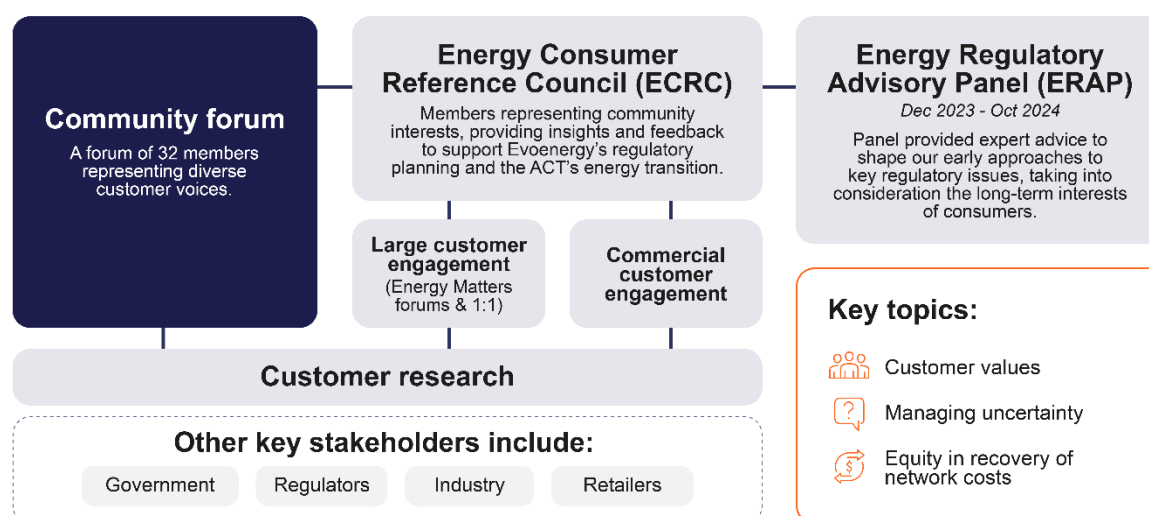 Community forum
A forum of 32 members
representing diverse
customer voices.
Energy Consumer
Reference Council (ECRC)
Members representing community
interests, providing insights and feedback
to support Evoenergy's regulatory
planning and the ACT's energy transition.
Energy Regulatory
Advisory Panel (ERAP)
Dec 2023 - Oct 2024
Panel provided expert advice to
shape our early approaches to
key regulatory issues, taking into
consideration the long-term interests
of consumers.
Large customer
engagement
(Energy Matters
forums & 1:1)
Commercial
customer
engagement
Customer research
Other key stakeholders include:
Government
Regulators
Industry
Retailers
Key topics:
Customer values
?
Managing uncertainty
$
Equity in recovery of
network costs